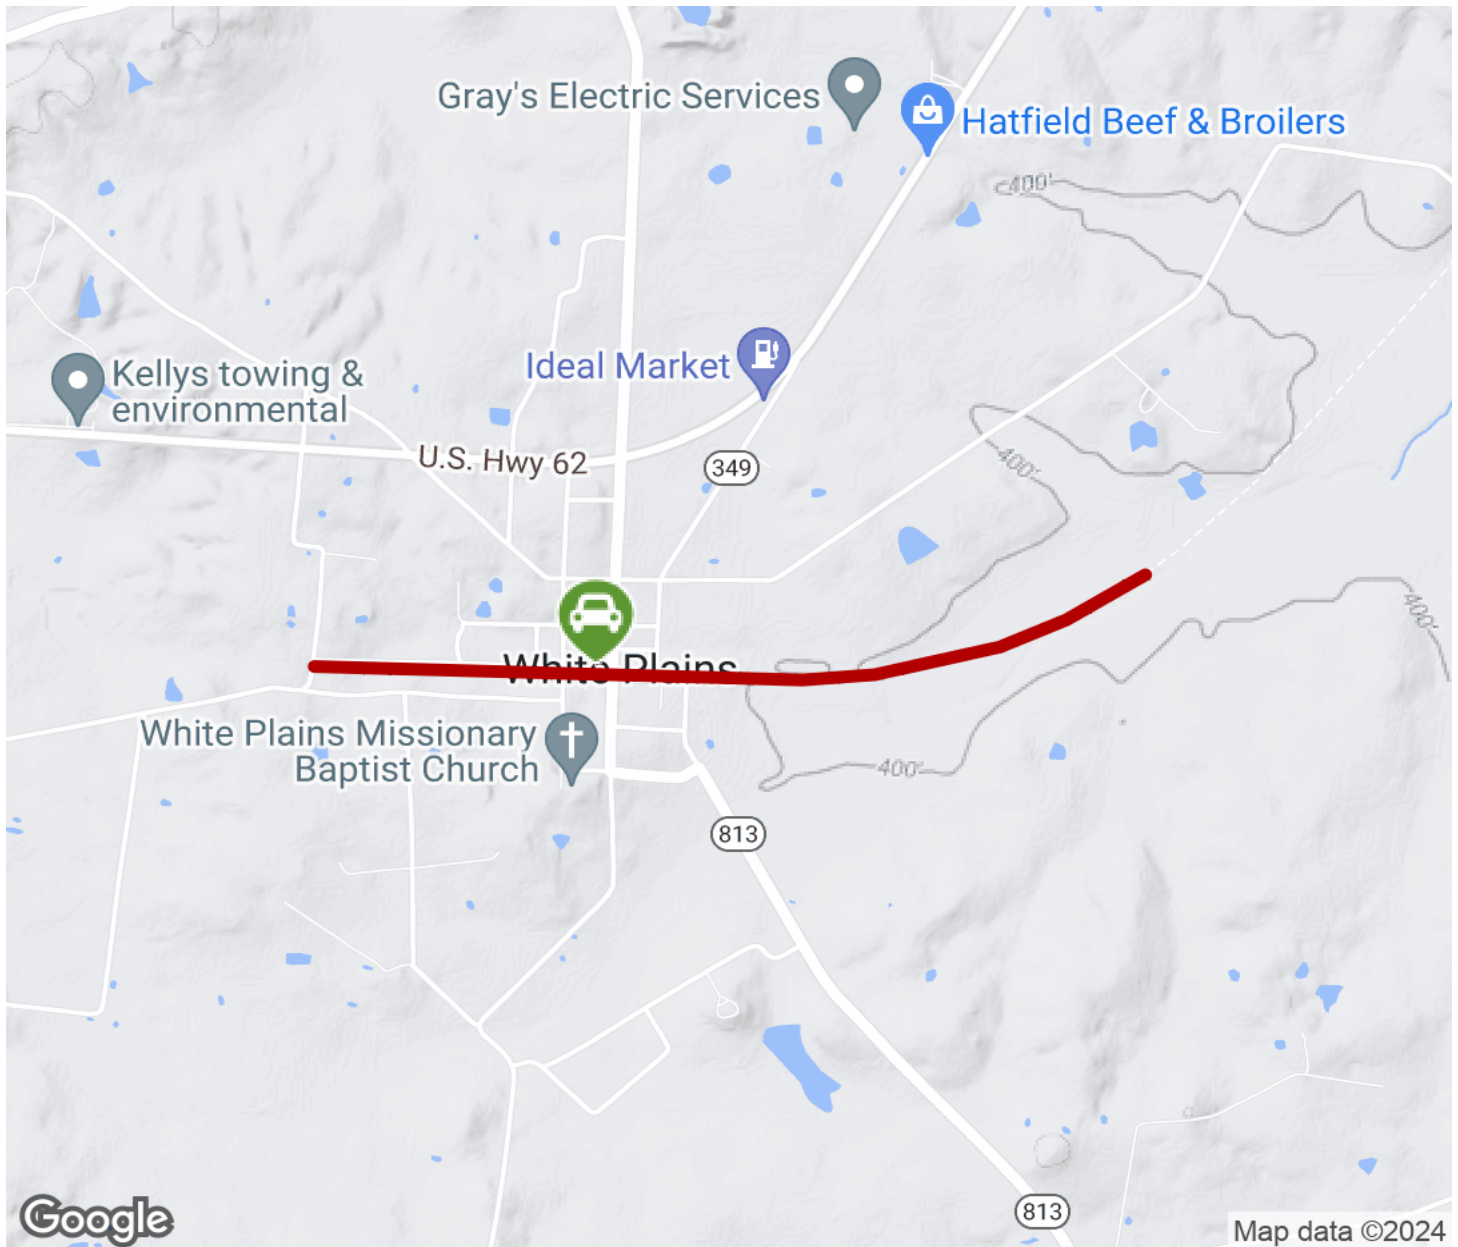 Gray's Electric Services
Hatfield Beef & Broilers
400'
Ideal Market
Kellys towing &
environmental
U.S. Hwy 62
349
400'
400'
White Plains
White Plains Missionary
Baptist Church
400'
813
813
Google
Map data ©2024